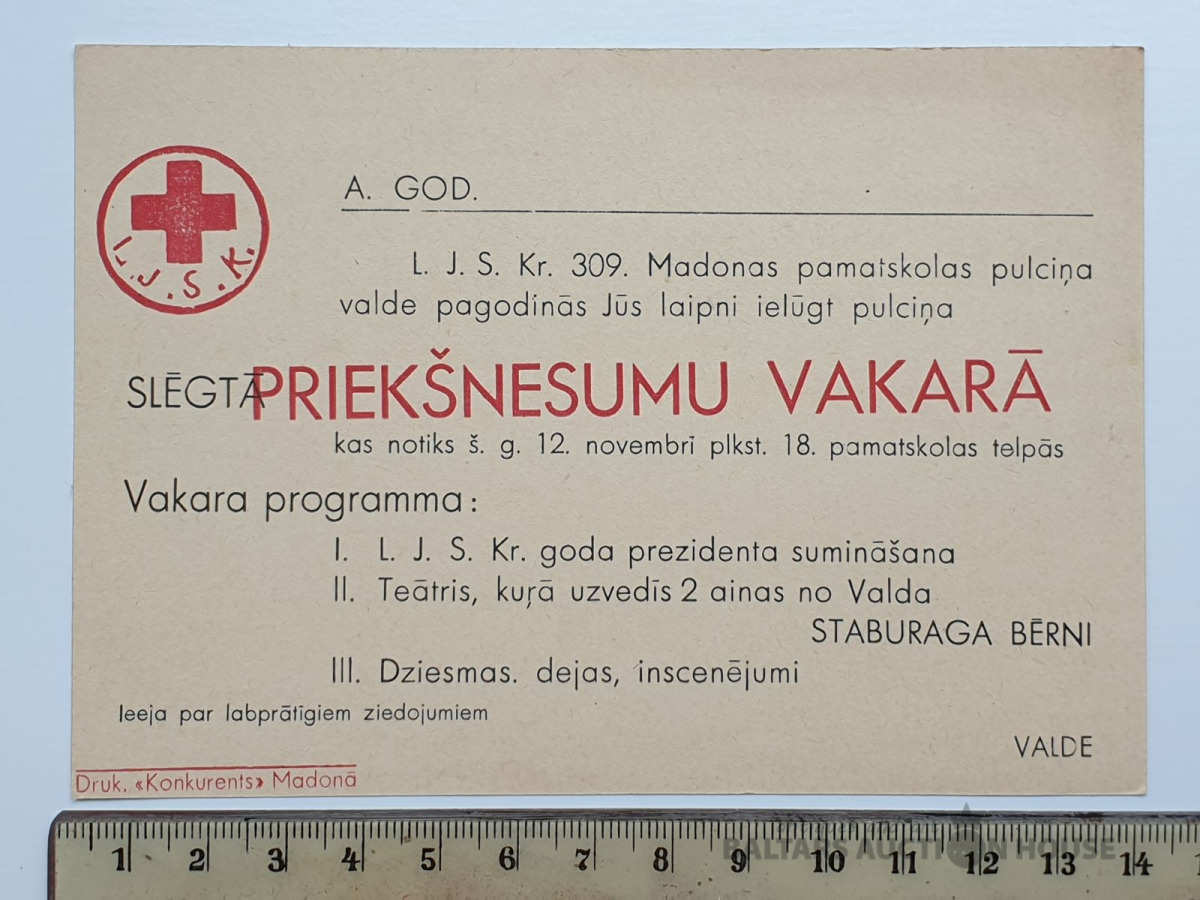 L. J. S. K.
A. GOD.
L. J. S. Kr. 309. Madonas pamatskolas pulciņa
valde pagodinās Jūs laipni ielūgt pulciņa
SLĒGTĀ PRIEKŠNESUMU VAKARĀ
kas notiks š. g. 12. novembrī plkst. 18. pamatskolas telpās
Vakara programma:
I. L. J. S. Kr. goda prezidenta sumināšana
II. Teātris, kuŗā uzvedīs 2 ainas no Valda
STABURAGA BĒRNI
III. Dziesmas. dejas, inscenējumi
Ieeja par labprātīgiem ziedojumiem
VALDE
Druk. «Konkurents» Madonā
BALTARS AUCTION HOUSE
1 2 3 4 5 6 7 8 9 10 11 12 13 14